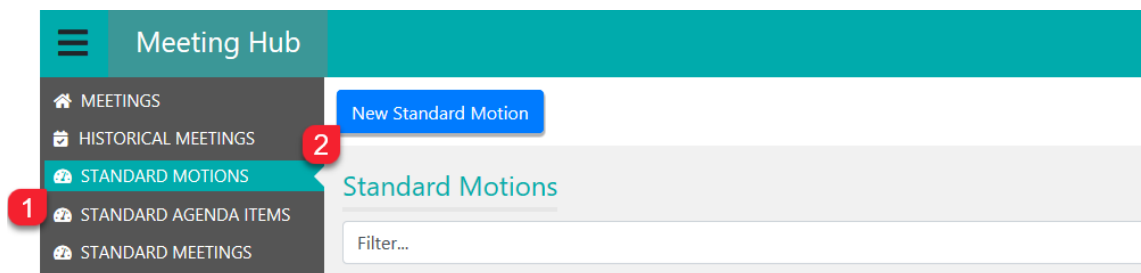 Meeting Hub
MEETINGS
HISTORICAL MEETINGS
2
STANDARD MOTIONS
1
STANDARD AGENDA ITEMS
STANDARD MEETINGS
New Standard Motion
Standard Motions
Filter...